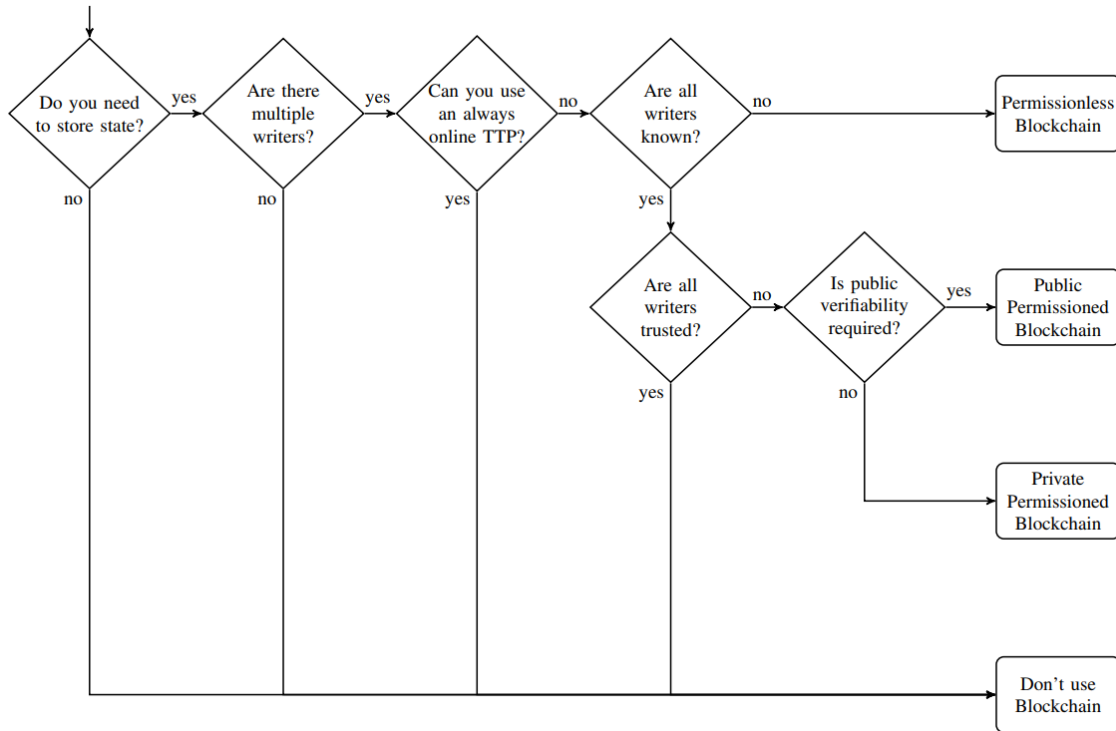 Do you need
to store state?
yes
no
Are there
multiple
writers?
yes
no
Can you use
an always
online TTP?
no
yes
Are all
writers
known?
no
yes
Permissionless
Blockchain
Are all
writers
trusted?
no
yes
Is public
verifiability
required?
yes
no
Public
Permissioned
Blockchain
Private
Permissioned
Blockchain
Don't use
Blockchain